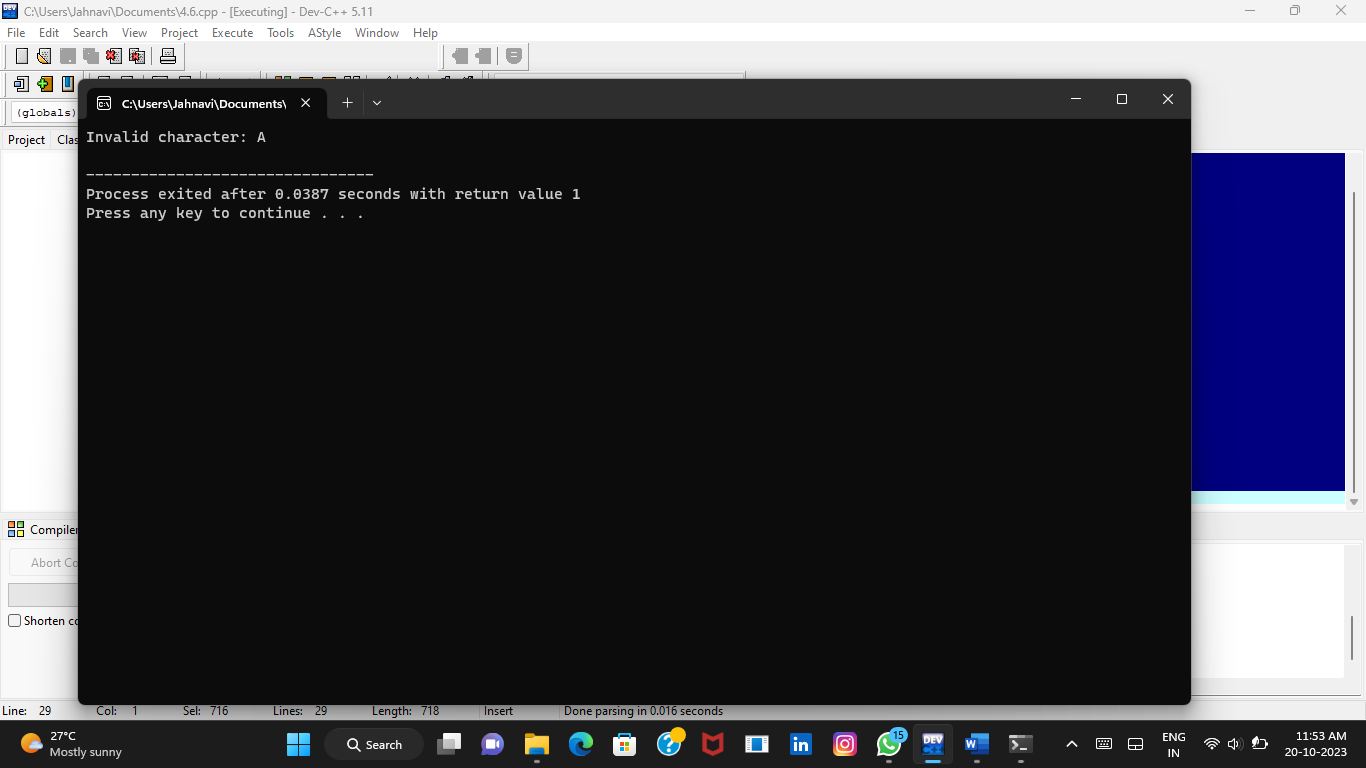 C:\Users\Jahnavi\Documents\4.6.cpp - [Executing] - Dev-C++ 5.11
File Edit Search View Project Execute Tools AStyle Window Help
(globals)
Project
C:\Users\Jahnavi\Documents\
Invalid character: A
--------------------------------
Process exited after 0.0387 seconds with return value 1
Press any key to continue . . .
Compiler
Abort
Shorten
Line: 29 Col: 1 Sel: 716 Lines: 29 Length: 718 Insert Done parsing in 0.016 seconds
27°C
Mostly sunny
Search
15
DEV
ENG
IN
11:53 AM
20-10-2023